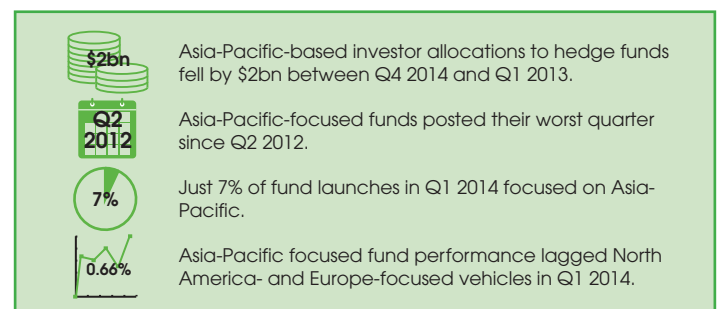 $2bn
Asia-Pacific-based investor allocations to hedge funds
fell by $2bn between Q4 2014 and Q1 2013.
Q2
2012
Asia-Pacific-focused funds posted their worst quarter
since Q2 2012.
7%
Just 7% of fund launches in Q1 2014 focused on Asia-
Pacific.
0.66%
Asia-Pacific focused fund performance lagged North
America- and Europe-focused vehicles in Q1 2014.